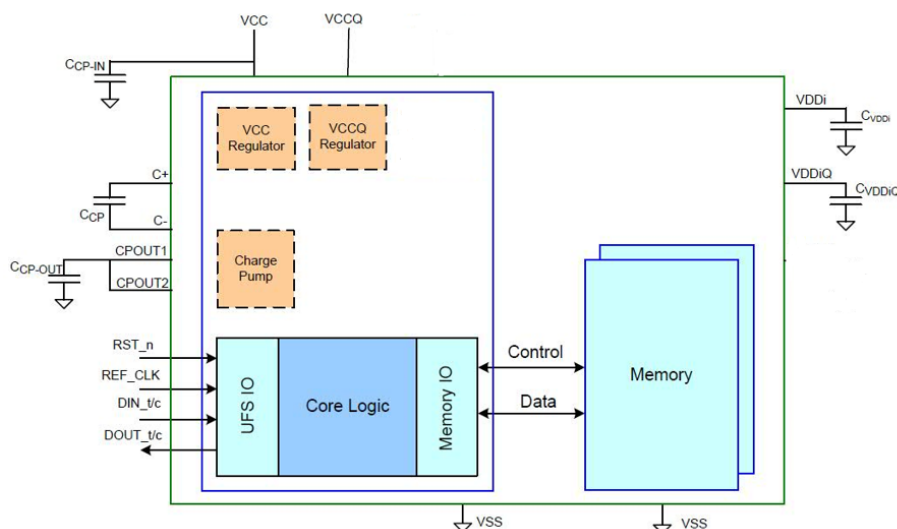 VCC
VCCQ
CCP-IN
VDDi
CVDDi
VCC
Regulator
VCCQ
Regulator
C+
VDDiQ
CVDDiQ
CCP
C-
CPOUT1
Charge
Pump
CCP-OUT
CPOUT2
RST_n
REF_CLK
DIN_t/c
DOUT_t/c
UFS IO
Core Logic
Memory IO
Control
Data
Memory
VSS
VSS